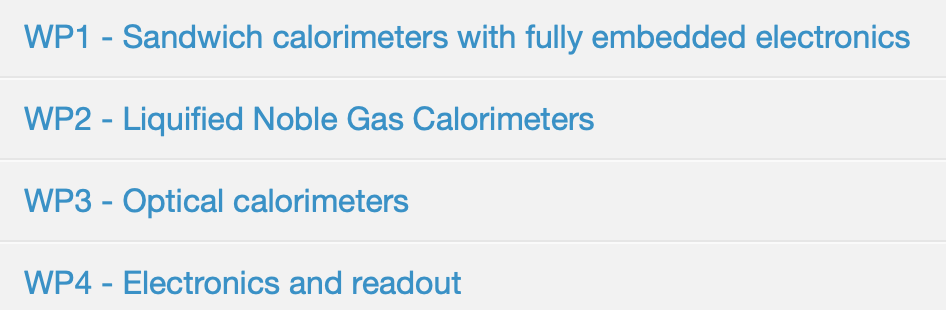 WP1 - Sandwich calorimeters with fully embedded electronics
WP2 - Liquified Noble Gas Calorimeters
WP3 - Optical calorimeters
WP4 - Electronics and readout